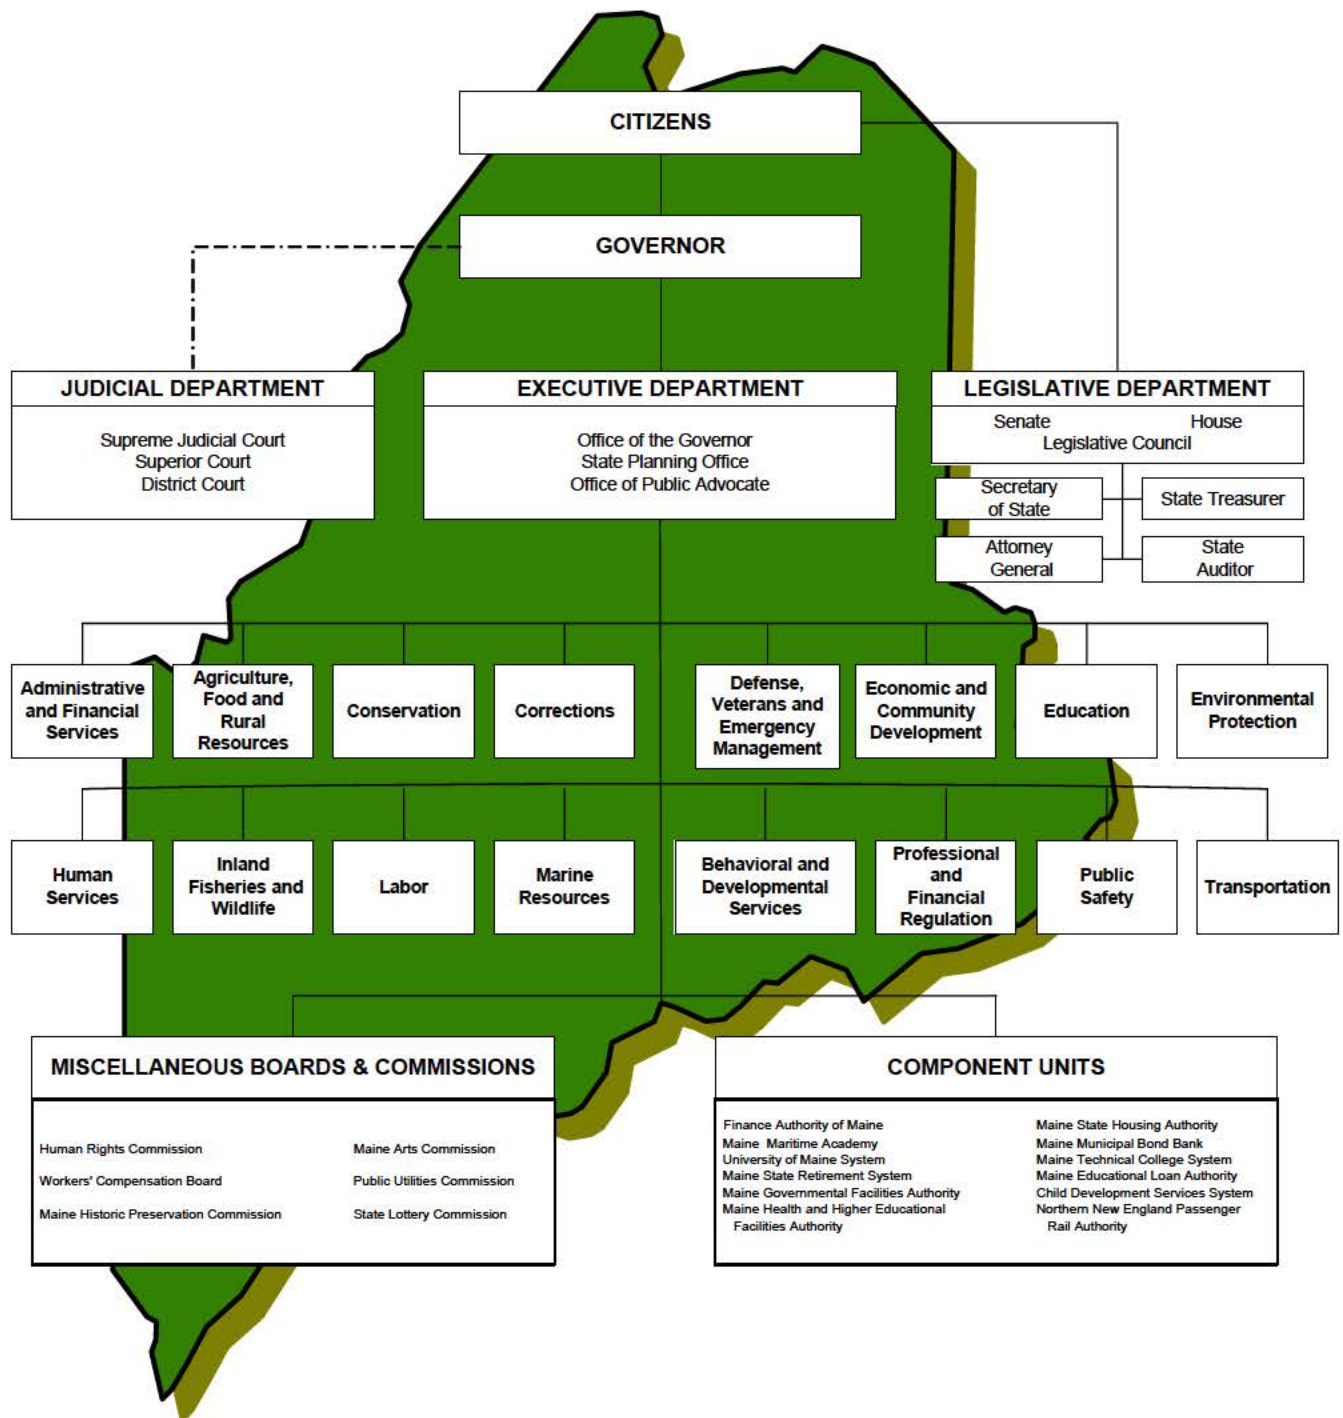 CITIZENS
GOVERNOR
JUDICIAL DEPARTMENT
Supreme Judicial Court
Superior Court
District Court
EXECUTIVE DEPARTMENT
Office of the Governor
State Planning Office
Office of Public Advocate
LEGISLATIVE DEPARTMENT
Senate House
Legislative Council
Secretary
of State
State Treasurer
Attorney
General
State
Auditor
Administrative
and Financial
Services
Agriculture,
Food and
Rural
Resources
Conservation
Corrections
Defense,
Veterans and
Emergency
Management
Economic and
Community
Development
Education
Environmental
Protection
Human
Services
Inland
Fisheries and
Wildlife
Labor
Marine
Resources
Behavioral and
Developmental
Services
Professional
and
Financial
Regulation
Public
Safety
Transportation
MISCELLANEOUS BOARDS & COMMISSIONS
Human Rights Commission
Workers' Compensation Board
Maine Historic Preservation Commission
Maine Arts Commission
Public Utilities Commission
State Lottery Commission
COMPONENT UNITS
Finance Authority of Maine
Maine Maritime Academy
University of Maine System
Maine State Retirement System
Maine Governmental Facilities Authority
Maine Health and Higher Educational
Facilities Authority
Maine State Housing Authority
Maine Municipal Bond Bank
Maine Technical College System
Maine Educational Loan Authority
Child Development Services System
Northern New England Passenger
Rail Authority